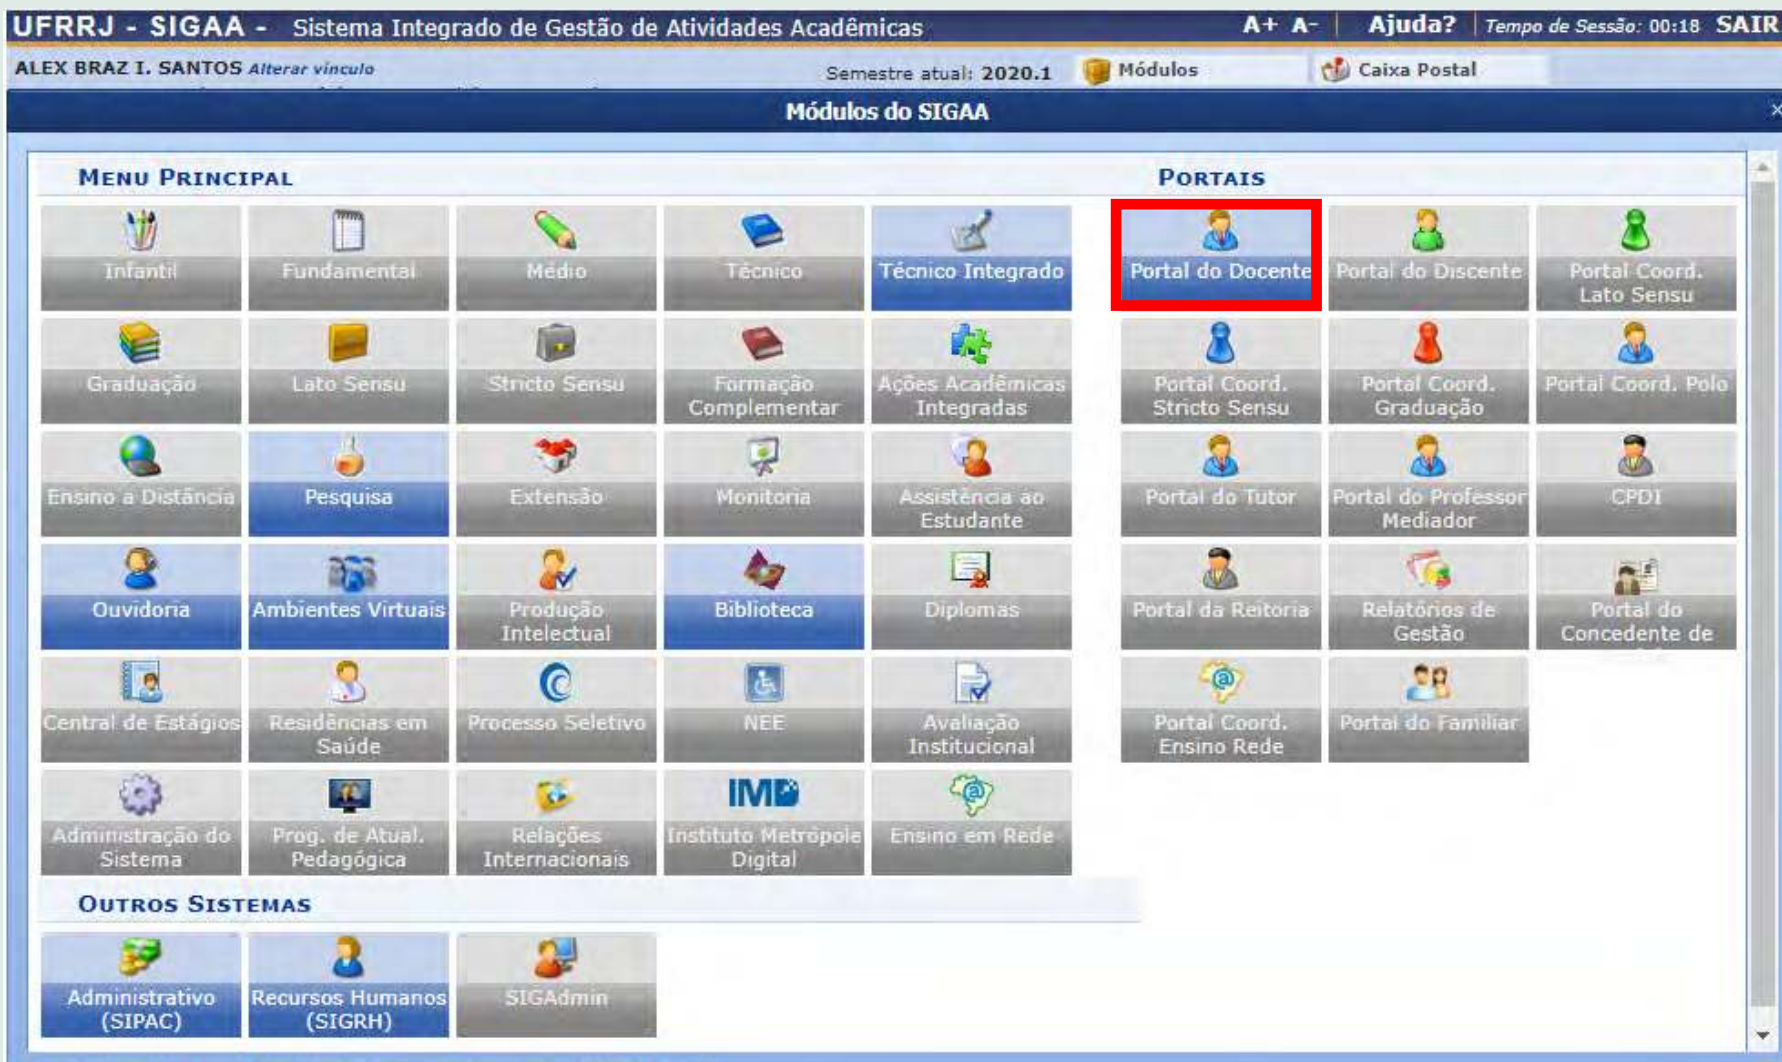 UFRRJ - SIGAA - Sistema Integrado de Gestão de Atividades Acadêmicas A+ A- Ajuda? Tempo de Sessão: 00:18 SAIR
ALEX BRAZ I. SANTOS Alterar vínculo Semestre atual: 2020.1 Módulos Caixa Postal
Módulos do SIGAA ×
MENU PRINCIPAL
Infantil Fundamental Médio Técnico Técnico Integrado
Graduação Lato Sensu Stricto Sensu Formação Complementar Ações Acadêmicas Integradas
Ensino a Distância Pesquisa Extensão Monitoria Assistência ao Estudante
Ouvidoria Ambientes Virtuais Produção Intelectual Biblioteca Diplomas
Central de Estágios Residências em Saúde Processo Seletivo NEE Avaliação Institucional
Administração do Sistema Prog. de Atual. Pedagógica Relações Internacionais IMD Instituto Metrópole Digital Ensino em Rede
PORTAIS
Portal do Docente Portal do Discente Portal Coord. Lato Sensu
Portal Coord. Stricto Sensu Portal Coord. Graduação Portal Coord. Polo
Portal do Tutor Portal do Professor Mediador CPDI
Portal da Reitoria Relatórios de Gestão Portal do Concedente de
Portal Coord. Ensino Rede Portal do Familiar
OUTROS SISTEMAS
Administrativo (SIPAC) Recursos Humanos (SIGRH) SIGAdmin